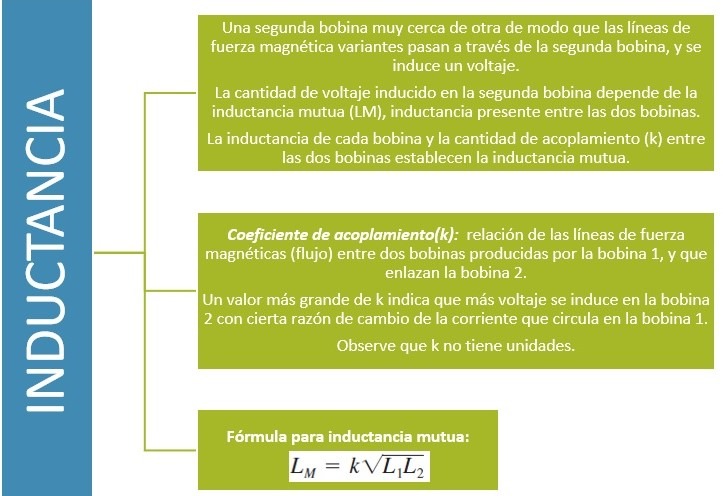 INDUCTANCIA
Una segunda bobina muy cerca de otra de modo que las líneas de
fuerza magnética variantes pasan a través de la segunda bobina, y se
induce un voltaje.
La cantidad de voltaje inducido en la segunda bobina depende de la
inductancia mutua (LM), inductancia presente entre las dos bobinas.
La inductancia de cada bobina y la cantidad de acoplamiento (k) entre
las dos bobinas establecen la inductancia mutua.
Coeficiente de acoplamiento(k): relación de las líneas de fuerza
magnéticas (flujo) entre dos bobinas producidas por la bobina 1, y que
enlazan la bobina 2.
Un valor más grande de k indica que más voltaje se induce en la bobina
2 con cierta razón de cambio de la corriente que circula en la bobina 1.
Observe que k no tiene unidades.
Fórmula para inductancia mutua:
L_M = k√L₁L₂